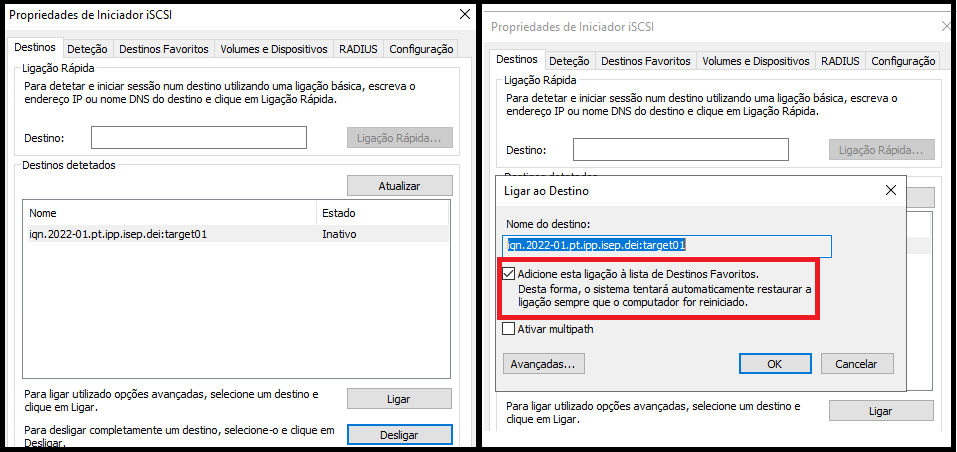 Propriedades de Iniciador iSCSI
Destinos Deteção Destinos Favoritos Volumes e Dispositivos RADIUS Configuração
Ligação Rápida
Para detetar e iniciar sessão num destino utilizando uma ligação básica, escreva o
endereço IP ou nome DNS do destino e clique em Ligação Rápida.
Destino:
Ligação Rápida...
Destinos detetados
Atualizar
Nome Estado
iqn.2022-01.pt.ipp.isep.dei:target01 Inativo
Para ligar utilizado opções avançadas, selecione um destino e
clique em Ligar.
Ligar
Para desligar completamente um destino, selecione-o e clique em
Desligar.
Desligar
Propriedades de Iniciador iSCSI
Destinos Deteção Destinos Favoritos Volumes e Dispositivos RADIUS Configuração
Ligação Rápida
Para detetar e iniciar sessão num destino utilizando uma ligação básica, escreva o
endereço IP ou nome DNS do destino e clique em Ligação Rápida.
Destino:
Ligação Rápida...
Destinos detetados
Ligar ao Destino
Nome do destino:
iqn.2022-01.pt.ipp.isep.dei:target01
Adicione esta ligação à lista de Destinos Favoritos.
Desta forma, o sistema tentará automaticamente restaurar a
ligação sempre que o computador for reiniciado.
Ativar multipath
Avançadas... OK Cancelar
Para ligar utilizado opções avançadas, selecione um destino e
clique em Ligar.
Ligar